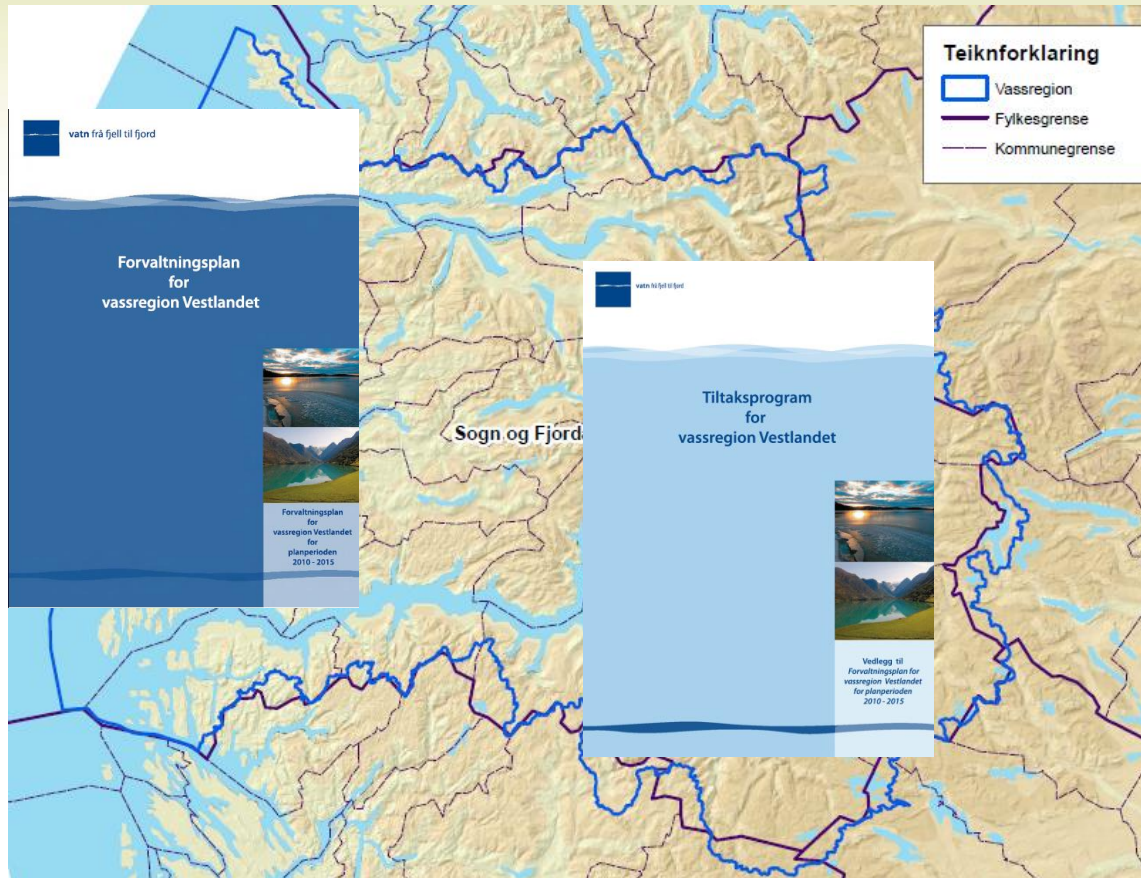 Teiknforklaring
Vassregion
Fylkesgrense
Kommunegrense
vatn frå fjell til fjord
Forvaltningsplan
for
vassregion Vestlandet
Forvaltningsplan
for
vassregion Vestlandet
for
planperioden
2010 - 2015
Sogn og Fjorda
vatn frå fjell til fjord
Tiltaksprogram
for
vassregion Vestlandet
Vedlegg til
Forvaltningsplan for
vassregion Vestlandet
for planperioden
2010 - 2015